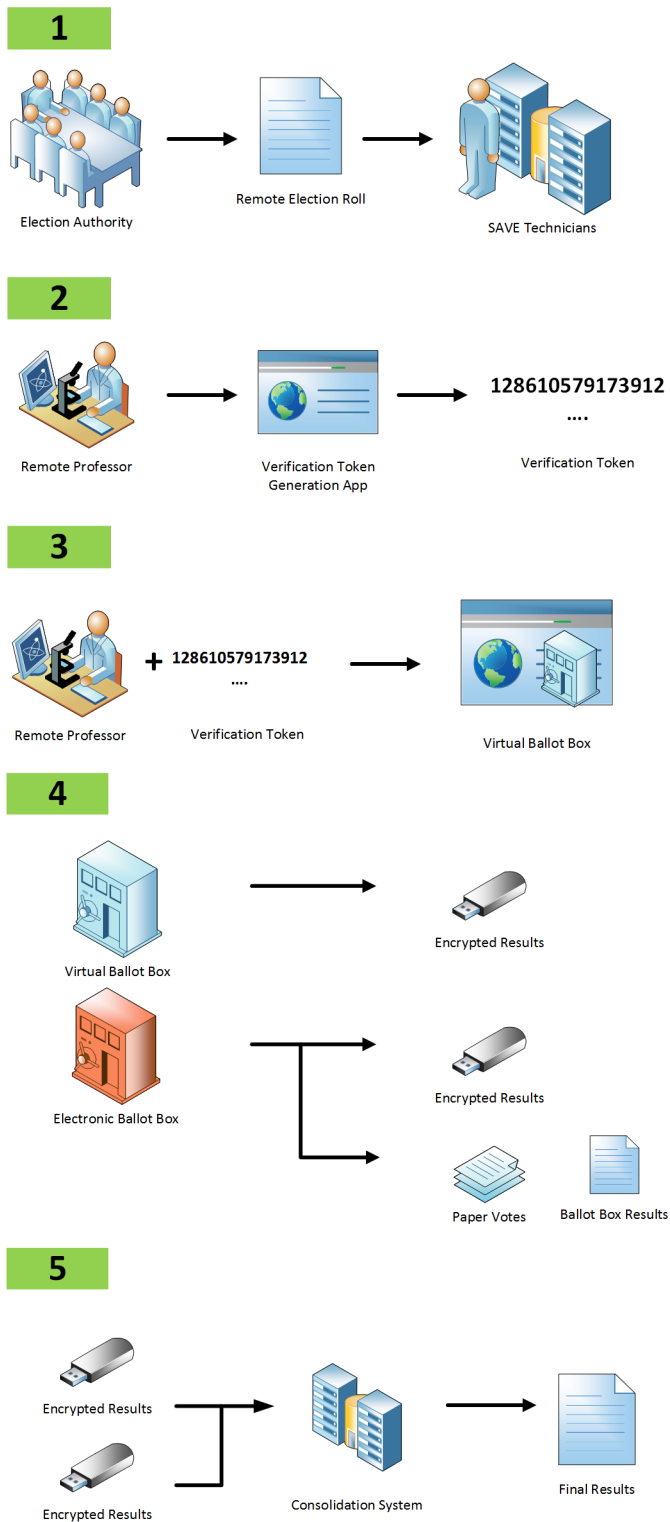 1
Election Authority
Remote Election Roll
SAVE Technicians
2
Remote Professor
Verification Token
Generation App
128610579173912
....
Verification Token
3
Remote Professor
+
128610579173912
....
Verification Token
Virtual Ballot Box
4
Virtual Ballot Box
Encrypted Results
Electronic Ballot Box
Encrypted Results
Paper Votes
Ballot Box Results
5
Encrypted Results
Encrypted Results
Consolidation System
Final Results